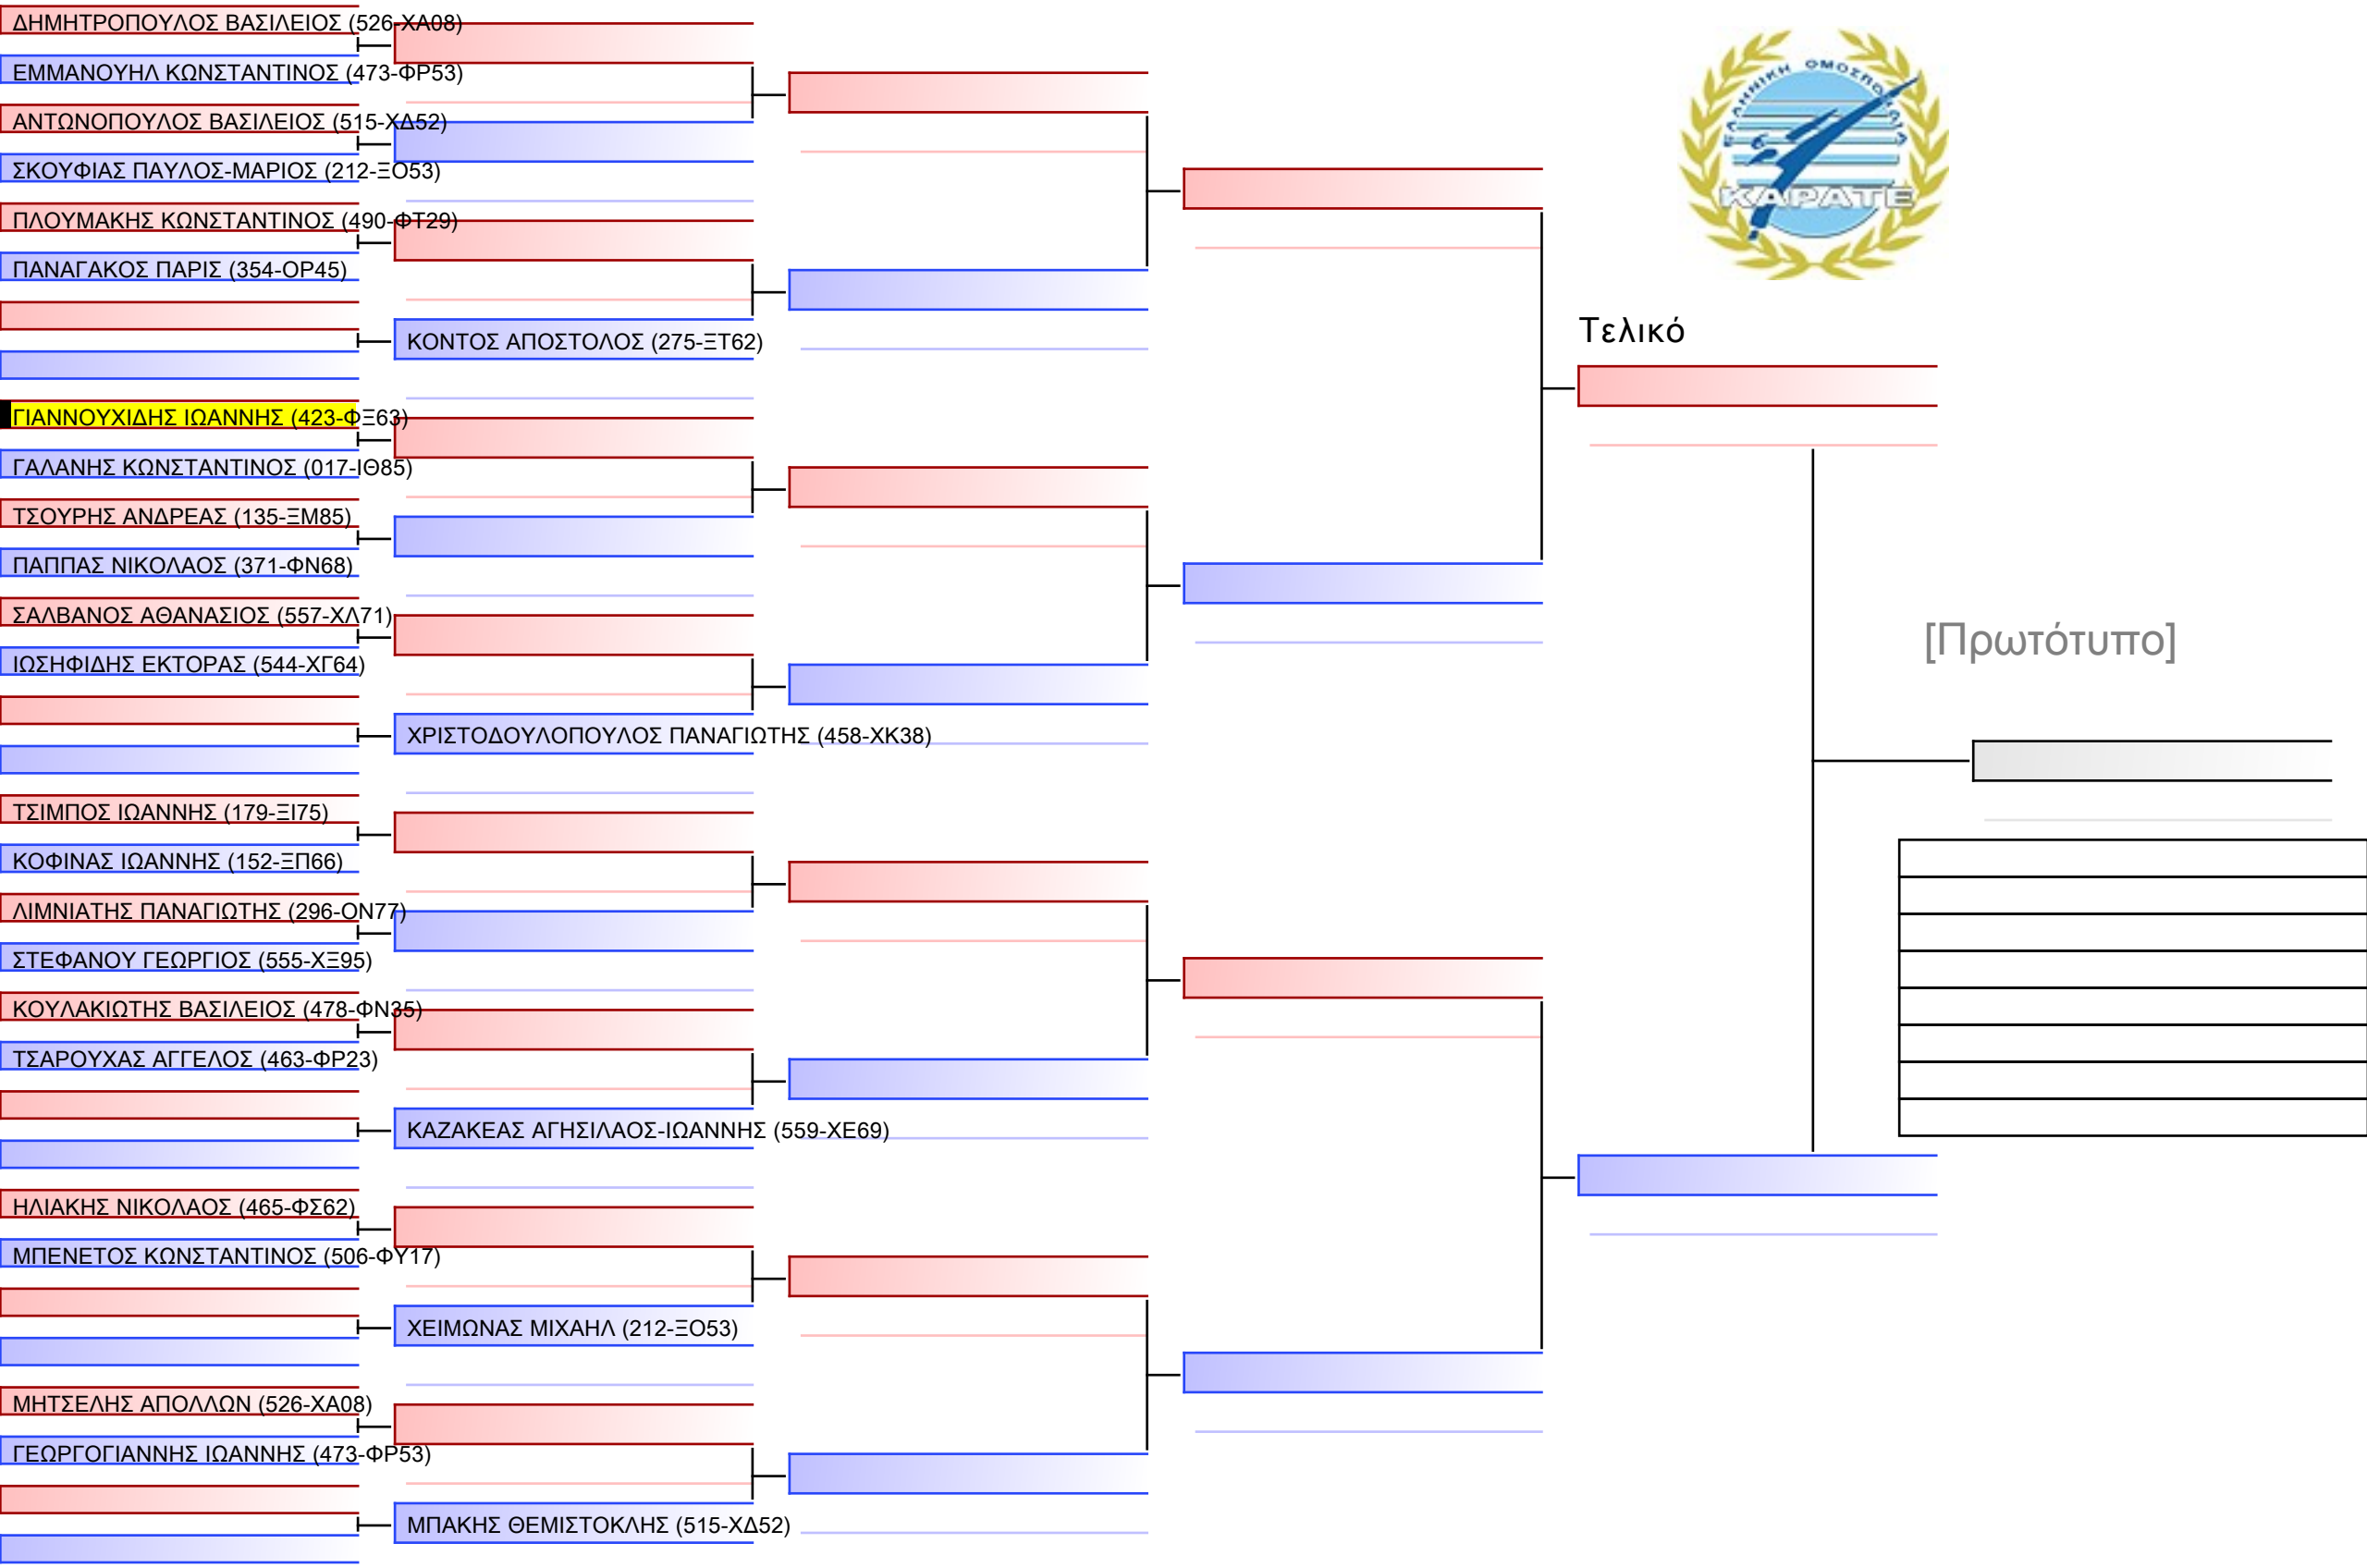 ΔΗΜΗΤΡΟΠΟΥΛΟΣ ΒΑΣΙΛΕΙΟΣ (526-ΧΑ08)
ΕΜΜΑΝΟΥΗΛ ΚΩΝΣΤΑΝΤΙΝΟΣ (473-ΦΡ53)
ΑΝΤΩΝΟΠΟΥΛΟΣ ΒΑΣΙΛΕΙΟΣ (515-ΧΔ52)
ΣΚΟΥΦΙΑΣ ΠΑΥΛΟΣ-ΜΑΡΙΟΣ (212-ΞΟ53)
ΠΛΟΥΜΑΚΗΣ ΚΩΝΣΤΑΝΤΙΝΟΣ (490-ΦΤ29)
ΠΑΝΑΓΑΚΟΣ ΠΑΡΙΣ (354-ΟΡ45)
ΚΟΝΤΟΣ ΑΠΟΣΤΟΛΟΣ (275-ΞΤ62)
ΓΙΑΝΝΟΥΧΙΔΗΣ ΙΩΑΝΝΗΣ (423-ΦΞ63)
ΓΑΛΑΝΗΣ ΚΩΝΣΤΑΝΤΙΝΟΣ (017-ΙΘ85)
ΤΣΟΥΡΗΣ ΑΝΔΡΕΑΣ (135-ΞΜ85)
ΠΑΠΠΑΣ ΝΙΚΟΛΑΟΣ (371-ΦΝ68)
ΣΑΛΒΑΝΟΣ ΑΘΑΝΑΣΙΟΣ (557-ΧΛ71)
ΙΩΣΗΦΙΔΗΣ ΕΚΤΟΡΑΣ (544-ΧΓ64)
ΧΡΙΣΤΟΔΟΥΛΟΠΟΥΛΟΣ ΠΑΝΑΓΙΩΤΗΣ (458-ΧΚ38)
ΤΣΙΜΠΟΣ ΙΩΑΝΝΗΣ (179-ΞΙ75)
ΚΟΦΙΝΑΣ ΙΩΑΝΝΗΣ (152-ΞΠ66)
ΛΙΜΝΙΑΤΗΣ ΠΑΝΑΓΙΩΤΗΣ (296-ΟΝ77)
ΣΤΕΦΑΝΟΥ ΓΕΩΡΓΙΟΣ (555-ΧΞ95)
ΚΟΥΛΑΚΙΩΤΗΣ ΒΑΣΙΛΕΙΟΣ (478-ΦΝ35)
ΤΣΑΡΟΥΧΑΣ ΑΓΓΕΛΟΣ (463-ΦΡ23)
ΚΑΖΑΚΕΑΣ ΑΓΗΣΙΛΑΟΣ-ΙΩΑΝΝΗΣ (559-ΧΕ69)
ΗΛΙΑΚΗΣ ΝΙΚΟΛΑΟΣ (465-ΦΣ62)
ΜΠΕΝΕΤΟΣ ΚΩΝΣΤΑΝΤΙΝΟΣ (506-ΦΥ17)
ΧΕΙΜΩΝΑΣ ΜΙΧΑΗΛ (212-ΞΟ53)
ΜΗΤΣΕΛΗΣ ΑΠΟΛΛΩΝ (526-ΧΑ08)
ΓΕΩΡΓΟΓΙΑΝΝΗΣ ΙΩΑΝΝΗΣ (473-ΦΡ53)
ΜΠΑΚΗΣ ΘΕΜΙΣΤΟΚΛΗΣ (515-ΧΔ52)
ΕΛΛΗΝΙΚΗ ΟΜΟΣΠΟΝΔΙΑ
ΚΑΡΑΤΕ
Τελικό
[Πρωτότυπο]